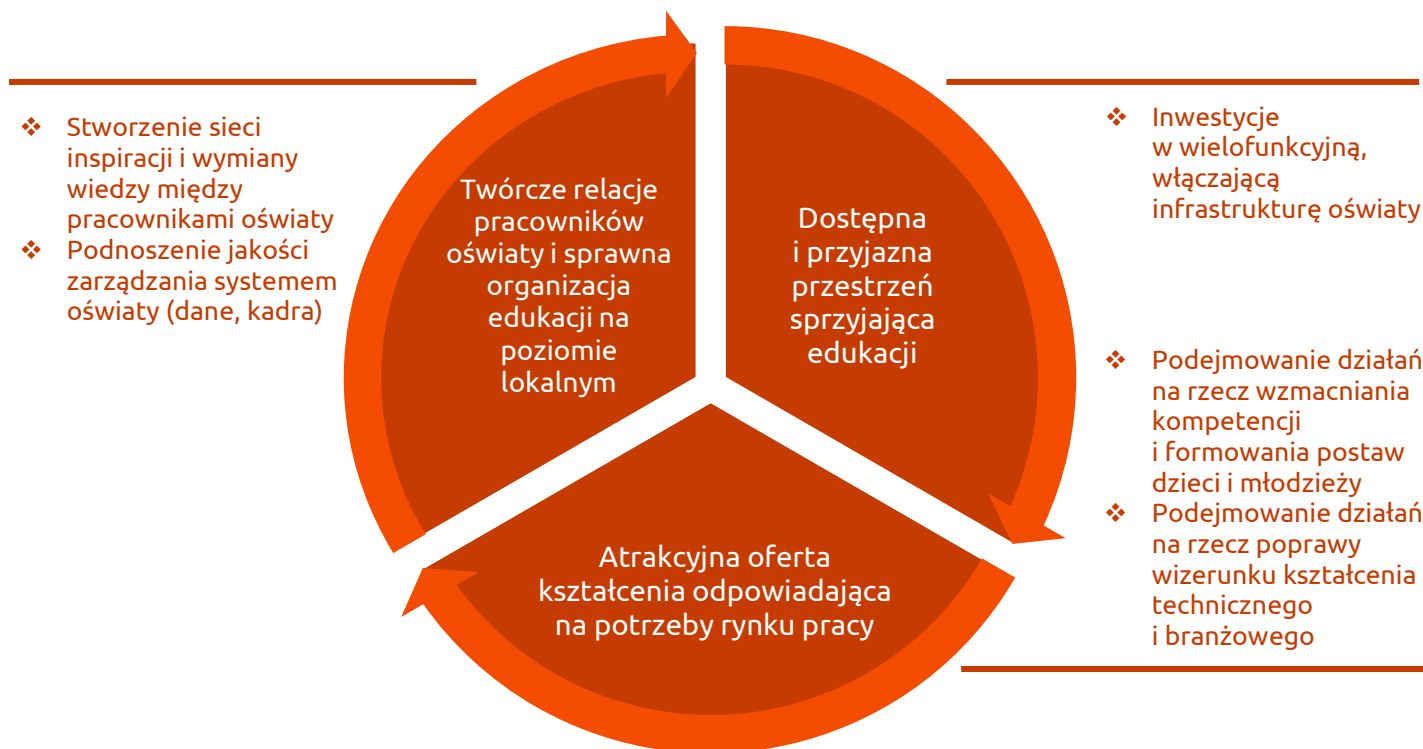 ❖ Stworzenie sieci
inspiracji i wymiany
wiedzy między
pracownikami oświaty
❖ Podnoszenie jakości
zarządzania systemem
oświaty (dane, kadra)
Twórcze relacje
pracowników
oświaty i sprawna
organizacja
edukacji na
poziomie
lokalnym
Dostępna
i przyjazna
przestrzeń
sprzyjająca
edukacji
❖ Inwestycje
w wielofunkcyjną,
włączającą
infrastrukturę oświaty
Atrakcyjna oferta
kształcenia odpowiadająca
na potrzeby rynku pracy
❖ Podejmowanie działań
na rzecz wzmacniania
kompetencji
i formowania postaw
dzieci i młodzieży
❖ Podejmowanie działań
na rzecz poprawy
wizerunku kształcenia
technicznego
i branżowego